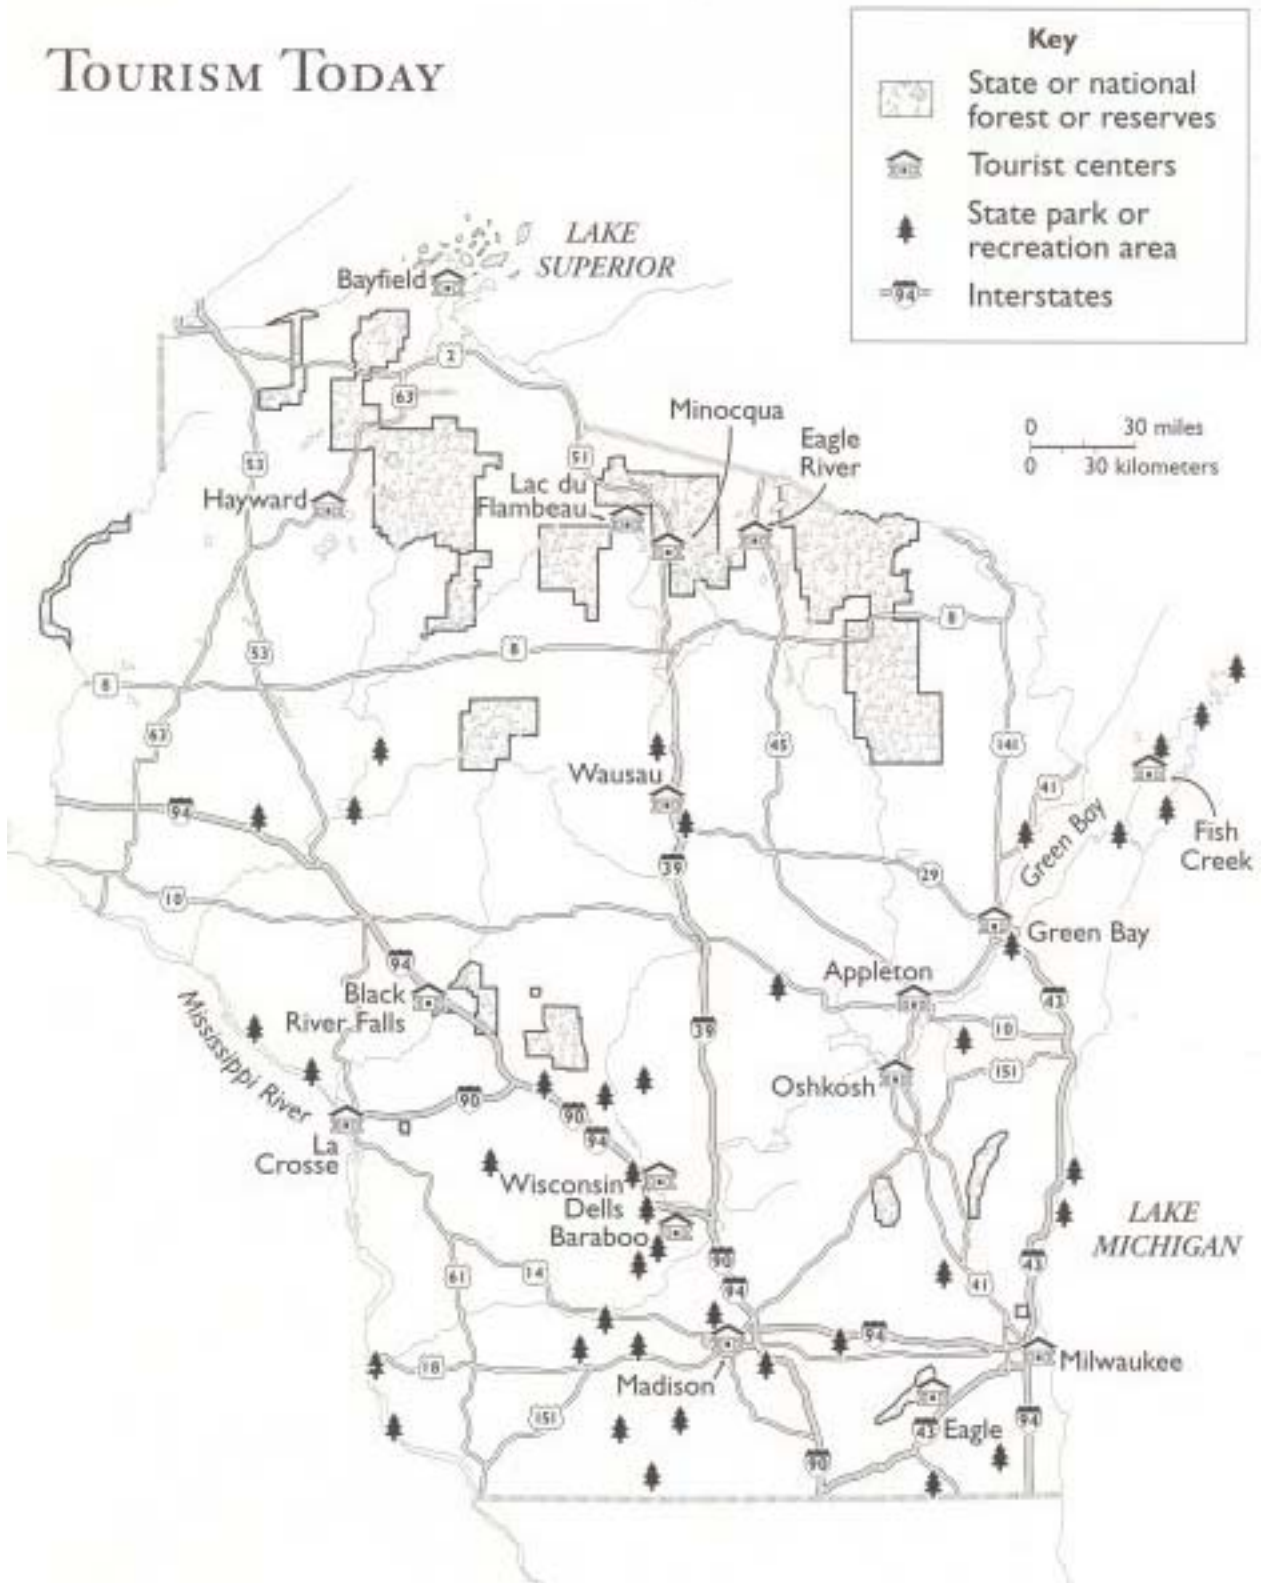 TOURISM TODAY
Key
State or national
forest or reserves
Tourist centers
State park or
recreation area
94
Interstates
LAKE
SUPERIOR
Bayfield
2
63
Minocqua
0 30 miles
0 30 kilometers
Eagle
River
53
51
Lac du
Flambeau
Hayward
8
53
8
8
63
45
141
41
Wausau
94
Green Bay
Fish
Creek
39
29
10
Green Bay
94
Appleton
Black
River Falls
43
10
39
Mississippi River
151
Oshkosh
90
90
94
La
Crosse
Wisconsin
Dells
Baraboo
LAKE
MICHIGAN
90
43
61
14
94
41
94
18
Milwaukee
Madison
151
43
Eagle
94
90